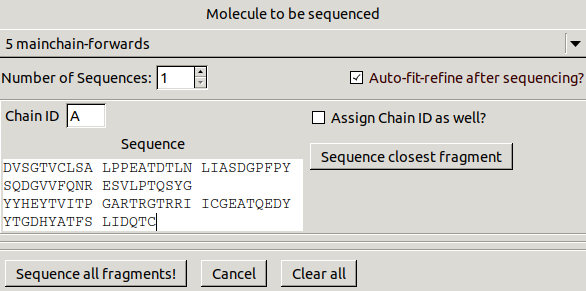 Molecule to be sequenced
5 mainchain-forwards
Number of Sequences: 1
Auto-fit-refine after sequencing?
Chain ID A
Assign Chain ID as well?
Sequence
Sequence closest fragment
DVSGTVCLSA LPPEATDTLN LIASDGPFPY
SQDGVVFQNR ESVLPTQSYG
YYHEYTVITP GARTRGTRRI ICGEATQEDY
YTGDHYATFS LIDQTC
Sequence all fragments! Cancel Clear all